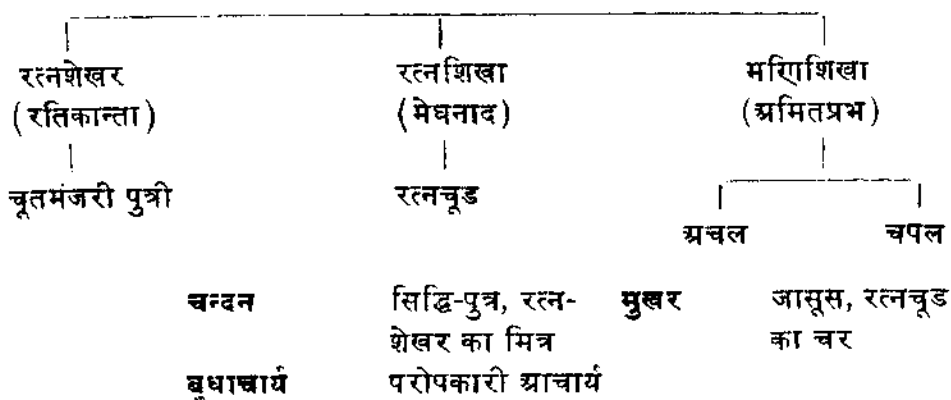 रत्नशेखर रत्नशिखा मणिशिखा
(रतिकान्ता) (मेघनाद) (अमितप्रभ)
चूतमंजरी पुत्री रत्नचूड
अचल चपल
चन्दन सिद्धि-पुत्र, रत्न- मुखर जासूस, रत्नचूड
शेखर का मित्र का चर
बुधाचार्य परोपकारी आचार्य